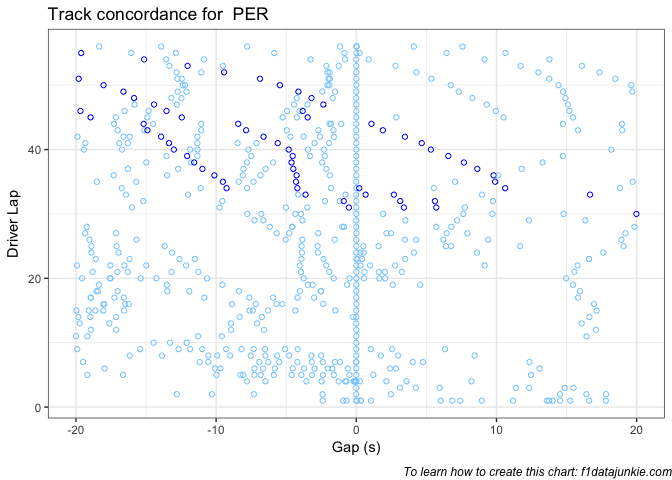 Track concordance for  PER
Driver Lap
40
20
0
-20
-10
0
10
20
Gap (s)
To learn how to create this chart: f1datajunkie.com